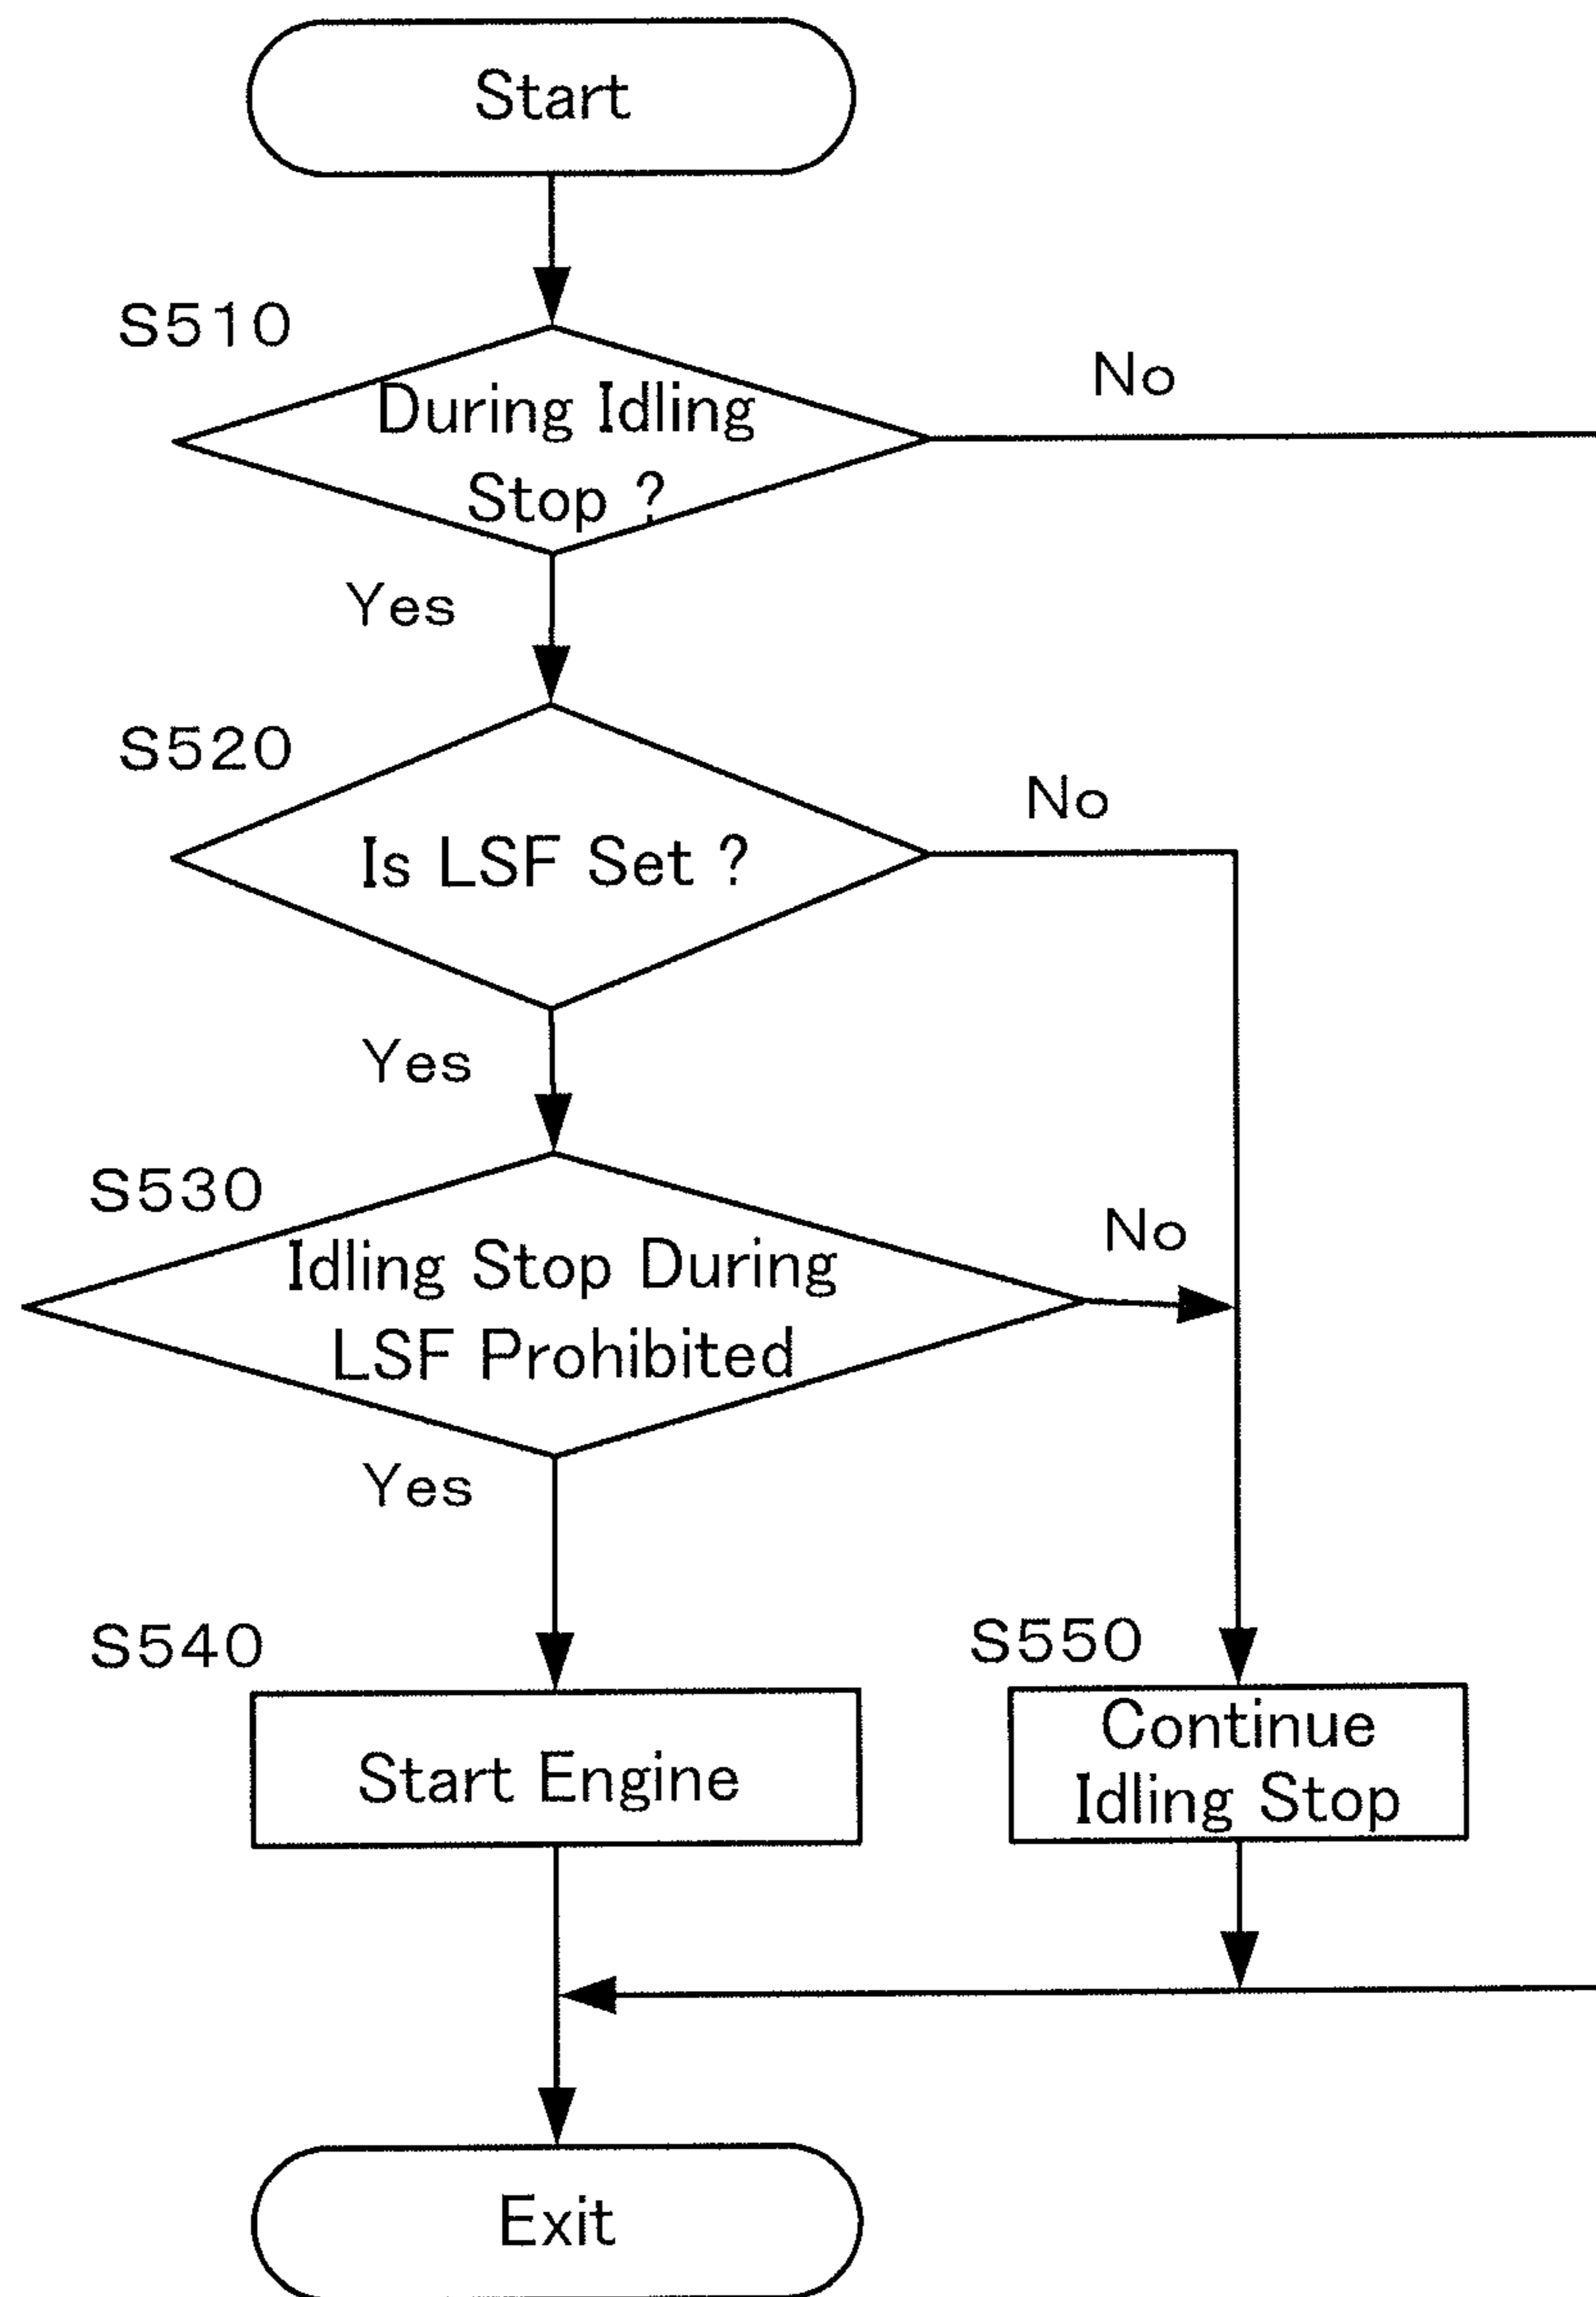 Start
S510
During Idling
Stop ?
No
Yes
S520
Is LSF Set ?
No
Yes
S530
Idling Stop During
LSF Prohibited
No
Yes
S540
Start Engine
S550
Continue
Idling Stop
Exit